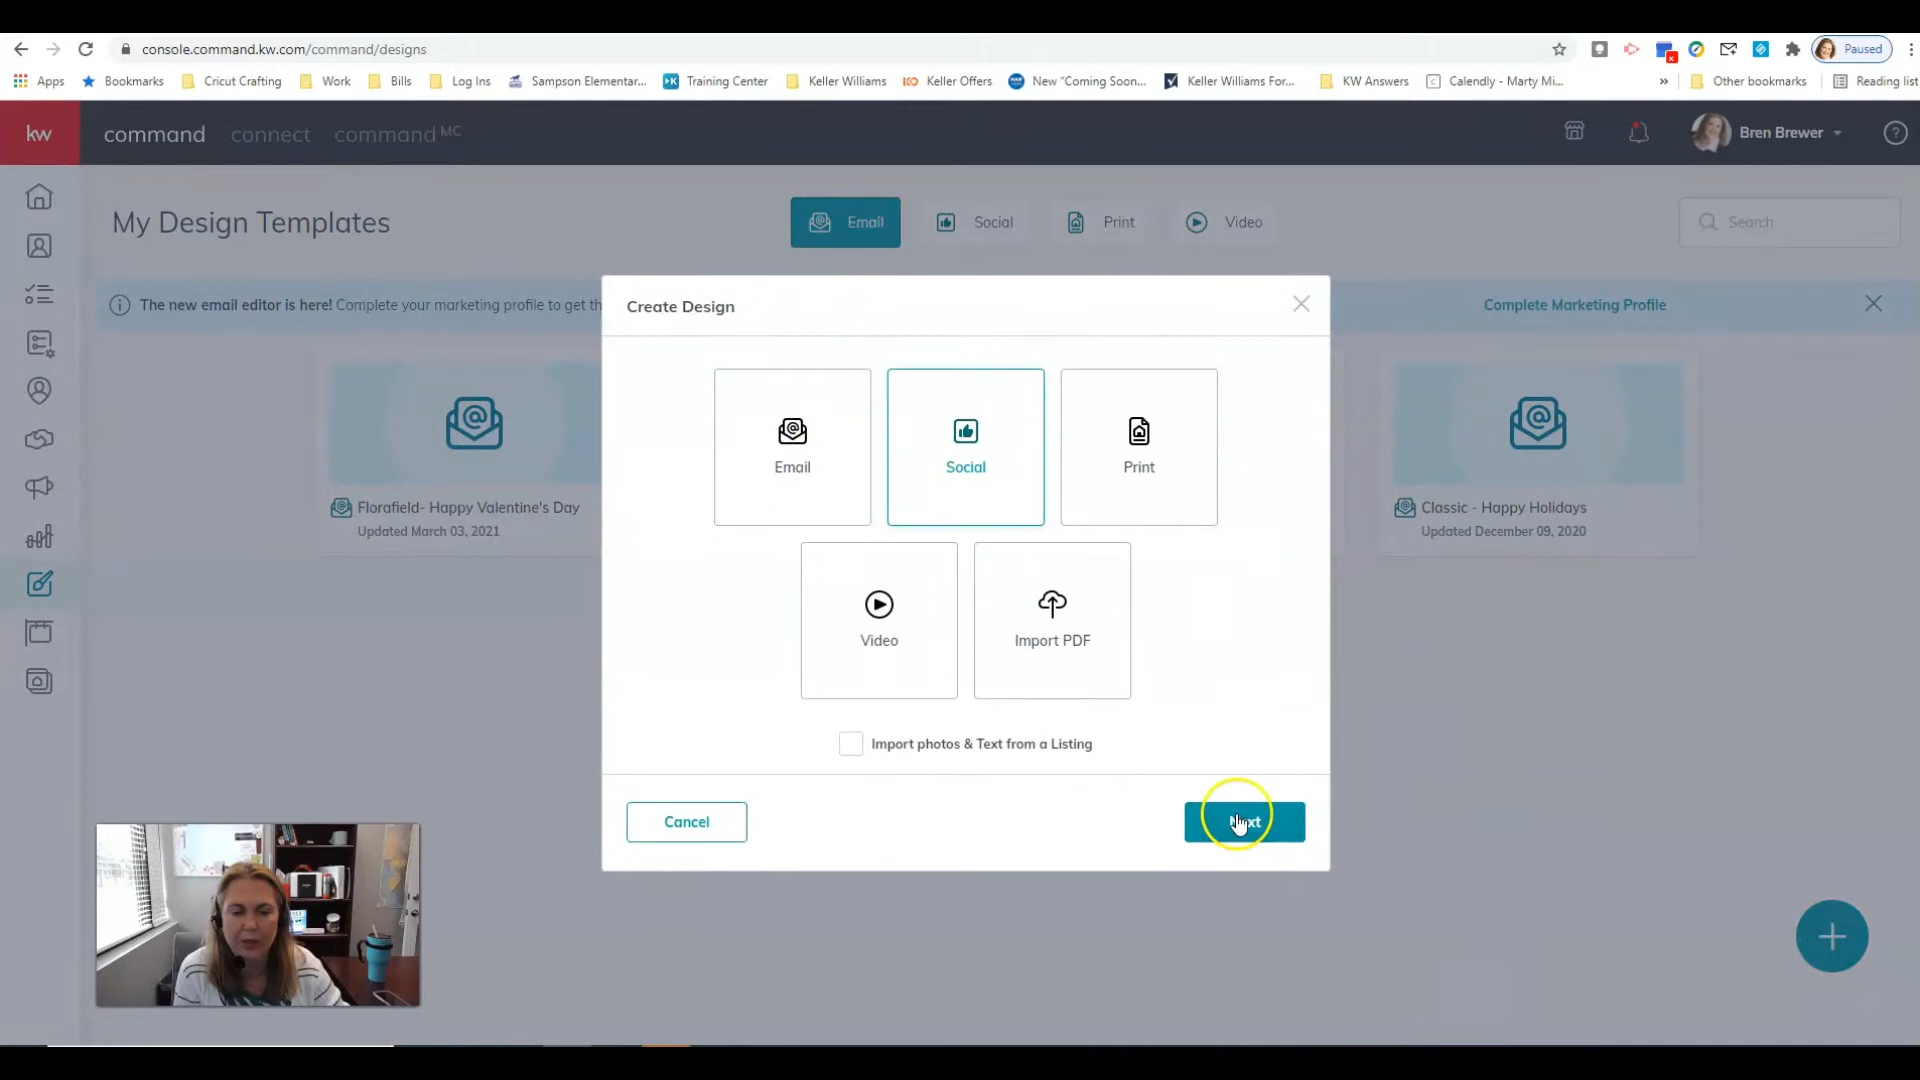 console.command.kw.com/command/designs
Paused
Apps
Bookmarks
Cricut Crafting
Work
Bills
Log Ins
Sampson Elementar...
Training Center
Keller Williams
KO
Keller Offers
New "Coming Soon...
Keller Williams For...
KW Answers
Calendly - Marty Mi...
»
Other bookmarks
Reading list
kw
command
connect
command MC
Bren Brewer
My Design Templates
Email
Social
Print
Video
Search
The new email editor is here! Complete your marketing profile to get th
Complete Marketing Profile
Create Design
Email
Social
Print
Video
Import PDF
Import photos & Text from a Listing
Cancel
Next
Florafield- Happy Valentine's Day
Updated March 03, 2021
Classic - Happy Holidays
Updated December 09, 2020